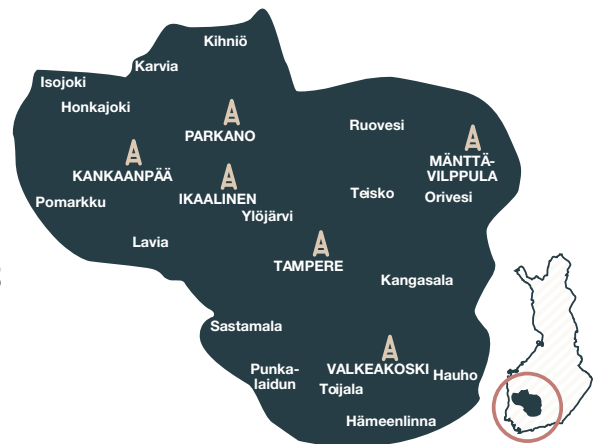 Kihniö
Karvia
Isojoki
Honkajoki
PARKANO
Ruovesi
MÄNTTÄ-
VILPPULA
KANKAANPÄÄ
IKAALINEN
Teisko
Orivesi
Pomarkku
Ylöjärvi
Lavia
TAMPERE
Kangasala
Sastamala
Punka-
laidun
VALKEAKOSKI
Hauho
Toijala
Hämeenlinna